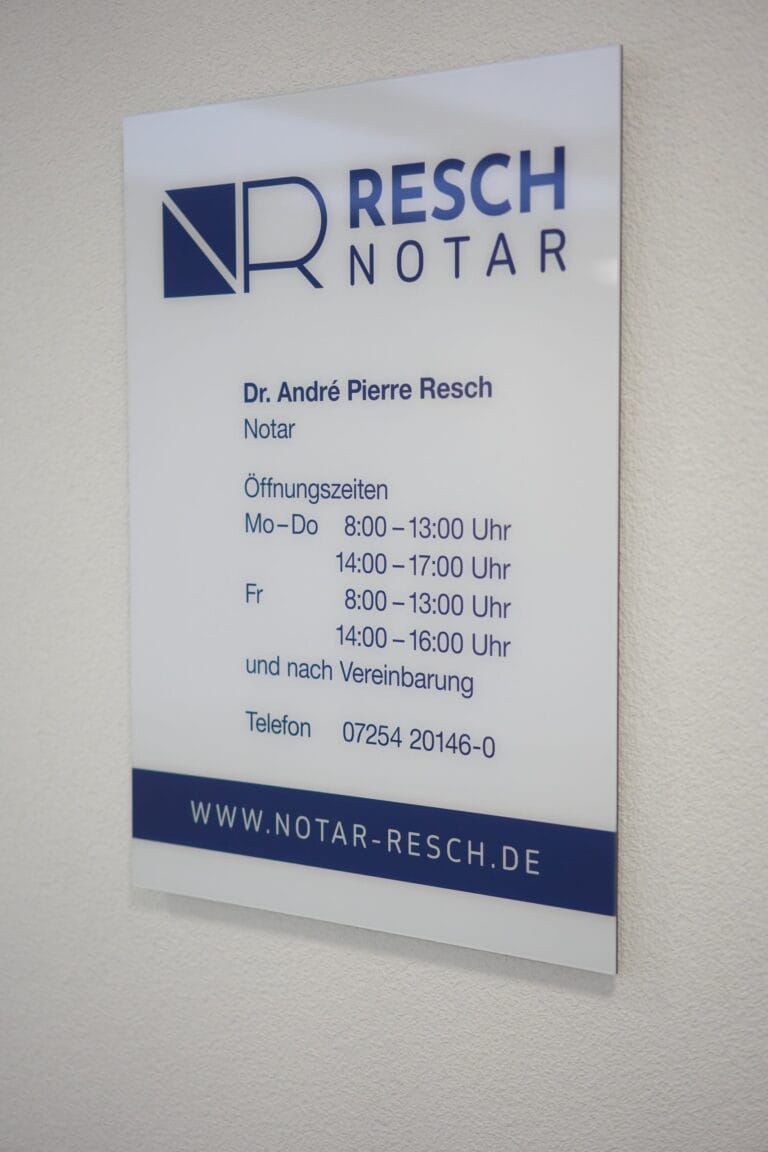 NR RESCH
NOTAR
Dr. André Pierre Resch
Notar
Öffnungszeiten
Mo–Do 8:00–13:00 Uhr
14:00–17:00 Uhr
Fr 8:00–13:00 Uhr
14:00–16:00 Uhr
und nach Vereinbarung
Telefon 07254 20146-0
WWW.NOTAR-RESCH.DE